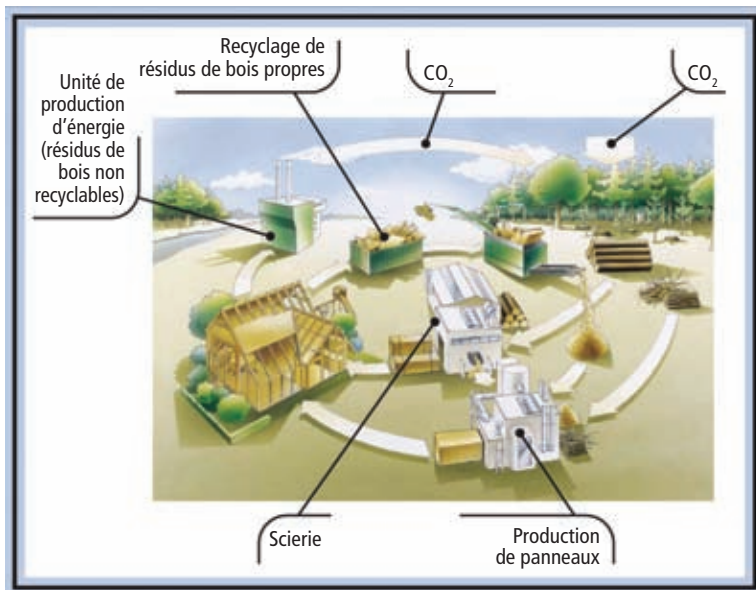 Recyclage de
résidus de bois propres
CO2
CO2
Unité de
production
d'énergie
(résidus de
bois non
recyclables)
Scierie
Production
de panneaux